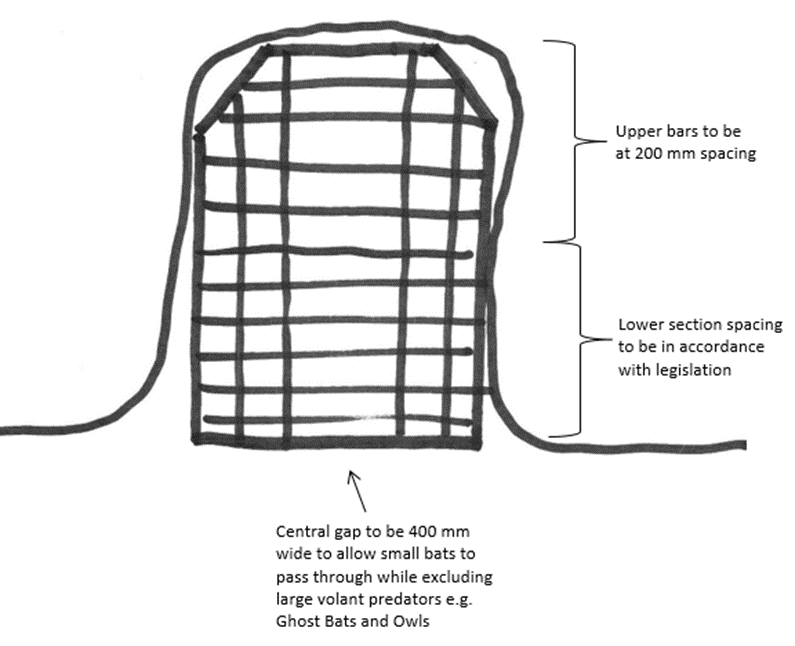 Upper bars to be
at 200 mm spacing
Lower section spacing
to be in accordance
with legislation
Central gap to be 400 mm
wide to allow small bats to
pass through while excluding
large volant predators e.g.
Ghost Bats and Owls